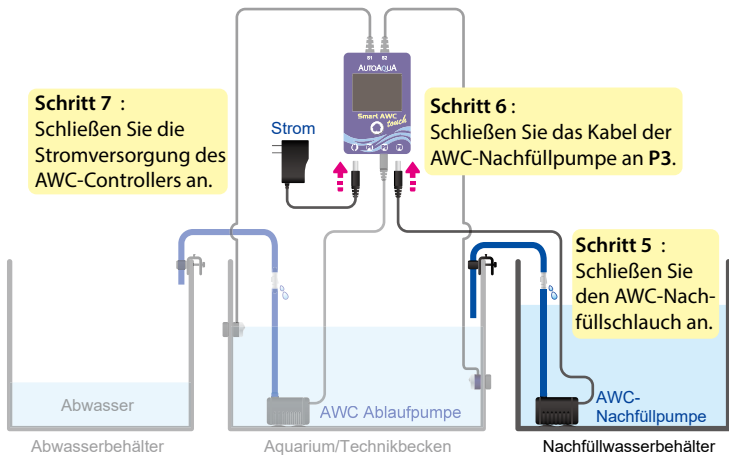 S1 S2
AUTOAQUA
Smart AWC
touch
Schritt 7 :
Schließen Sie die
Stromversorgung des
AWC-Controllers an.
Strom
Schritt 6 :
Schließen Sie das Kabel der
AWC-Nachfüllpumpe an P3.
Schritt 5 :
Schließen Sie
den AWC-Nach-
füllschlauch an.
Abwasser
AWC Ablaufpumpe
AWC-
Nachfüllpumpe
Abwasserbehälter
Aquarium/Technikbecken
Nachfüllwasserbehälter